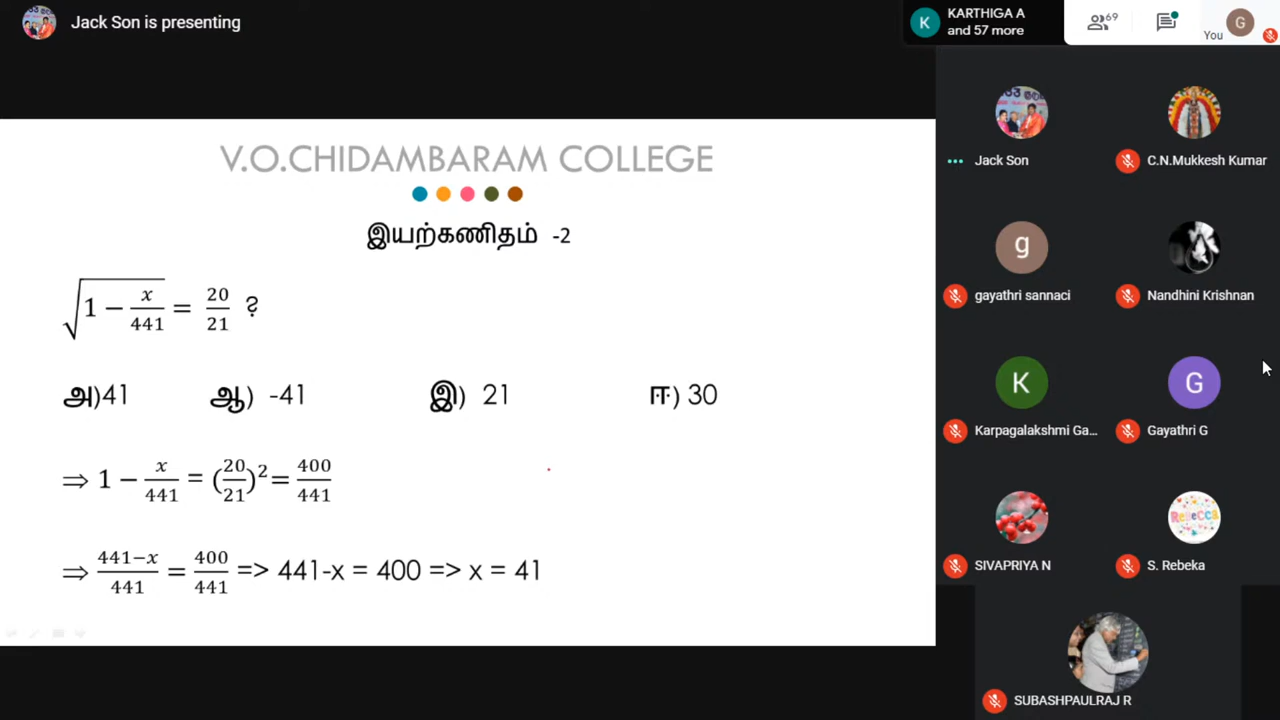 Jack Son is presenting
K KARTHIGA A
and 57 more
69
You
G
V.O.CHIDAMBARAM COLLEGE
இயற்கணிதம் -2
√(1 − x/441) = 20/21 ?
அ)41 ஆ) -41 இ) 21 ஈ) 30
⇒ 1 − x/441 = (20/21)² = 400/441
⇒ (441−x)/441 = 400/441 => 441-x = 400 => x = 41
Jack Son
C.N.Mukkesh Kumar
g
gayathri sannaci
Nandhini Krishnan
K
Karpagalakshmi Ga...
G
Gayathri G
SIVAPRIYA N
ReBeCCa
S. Rebeka
SUBASHPAULRAJ R